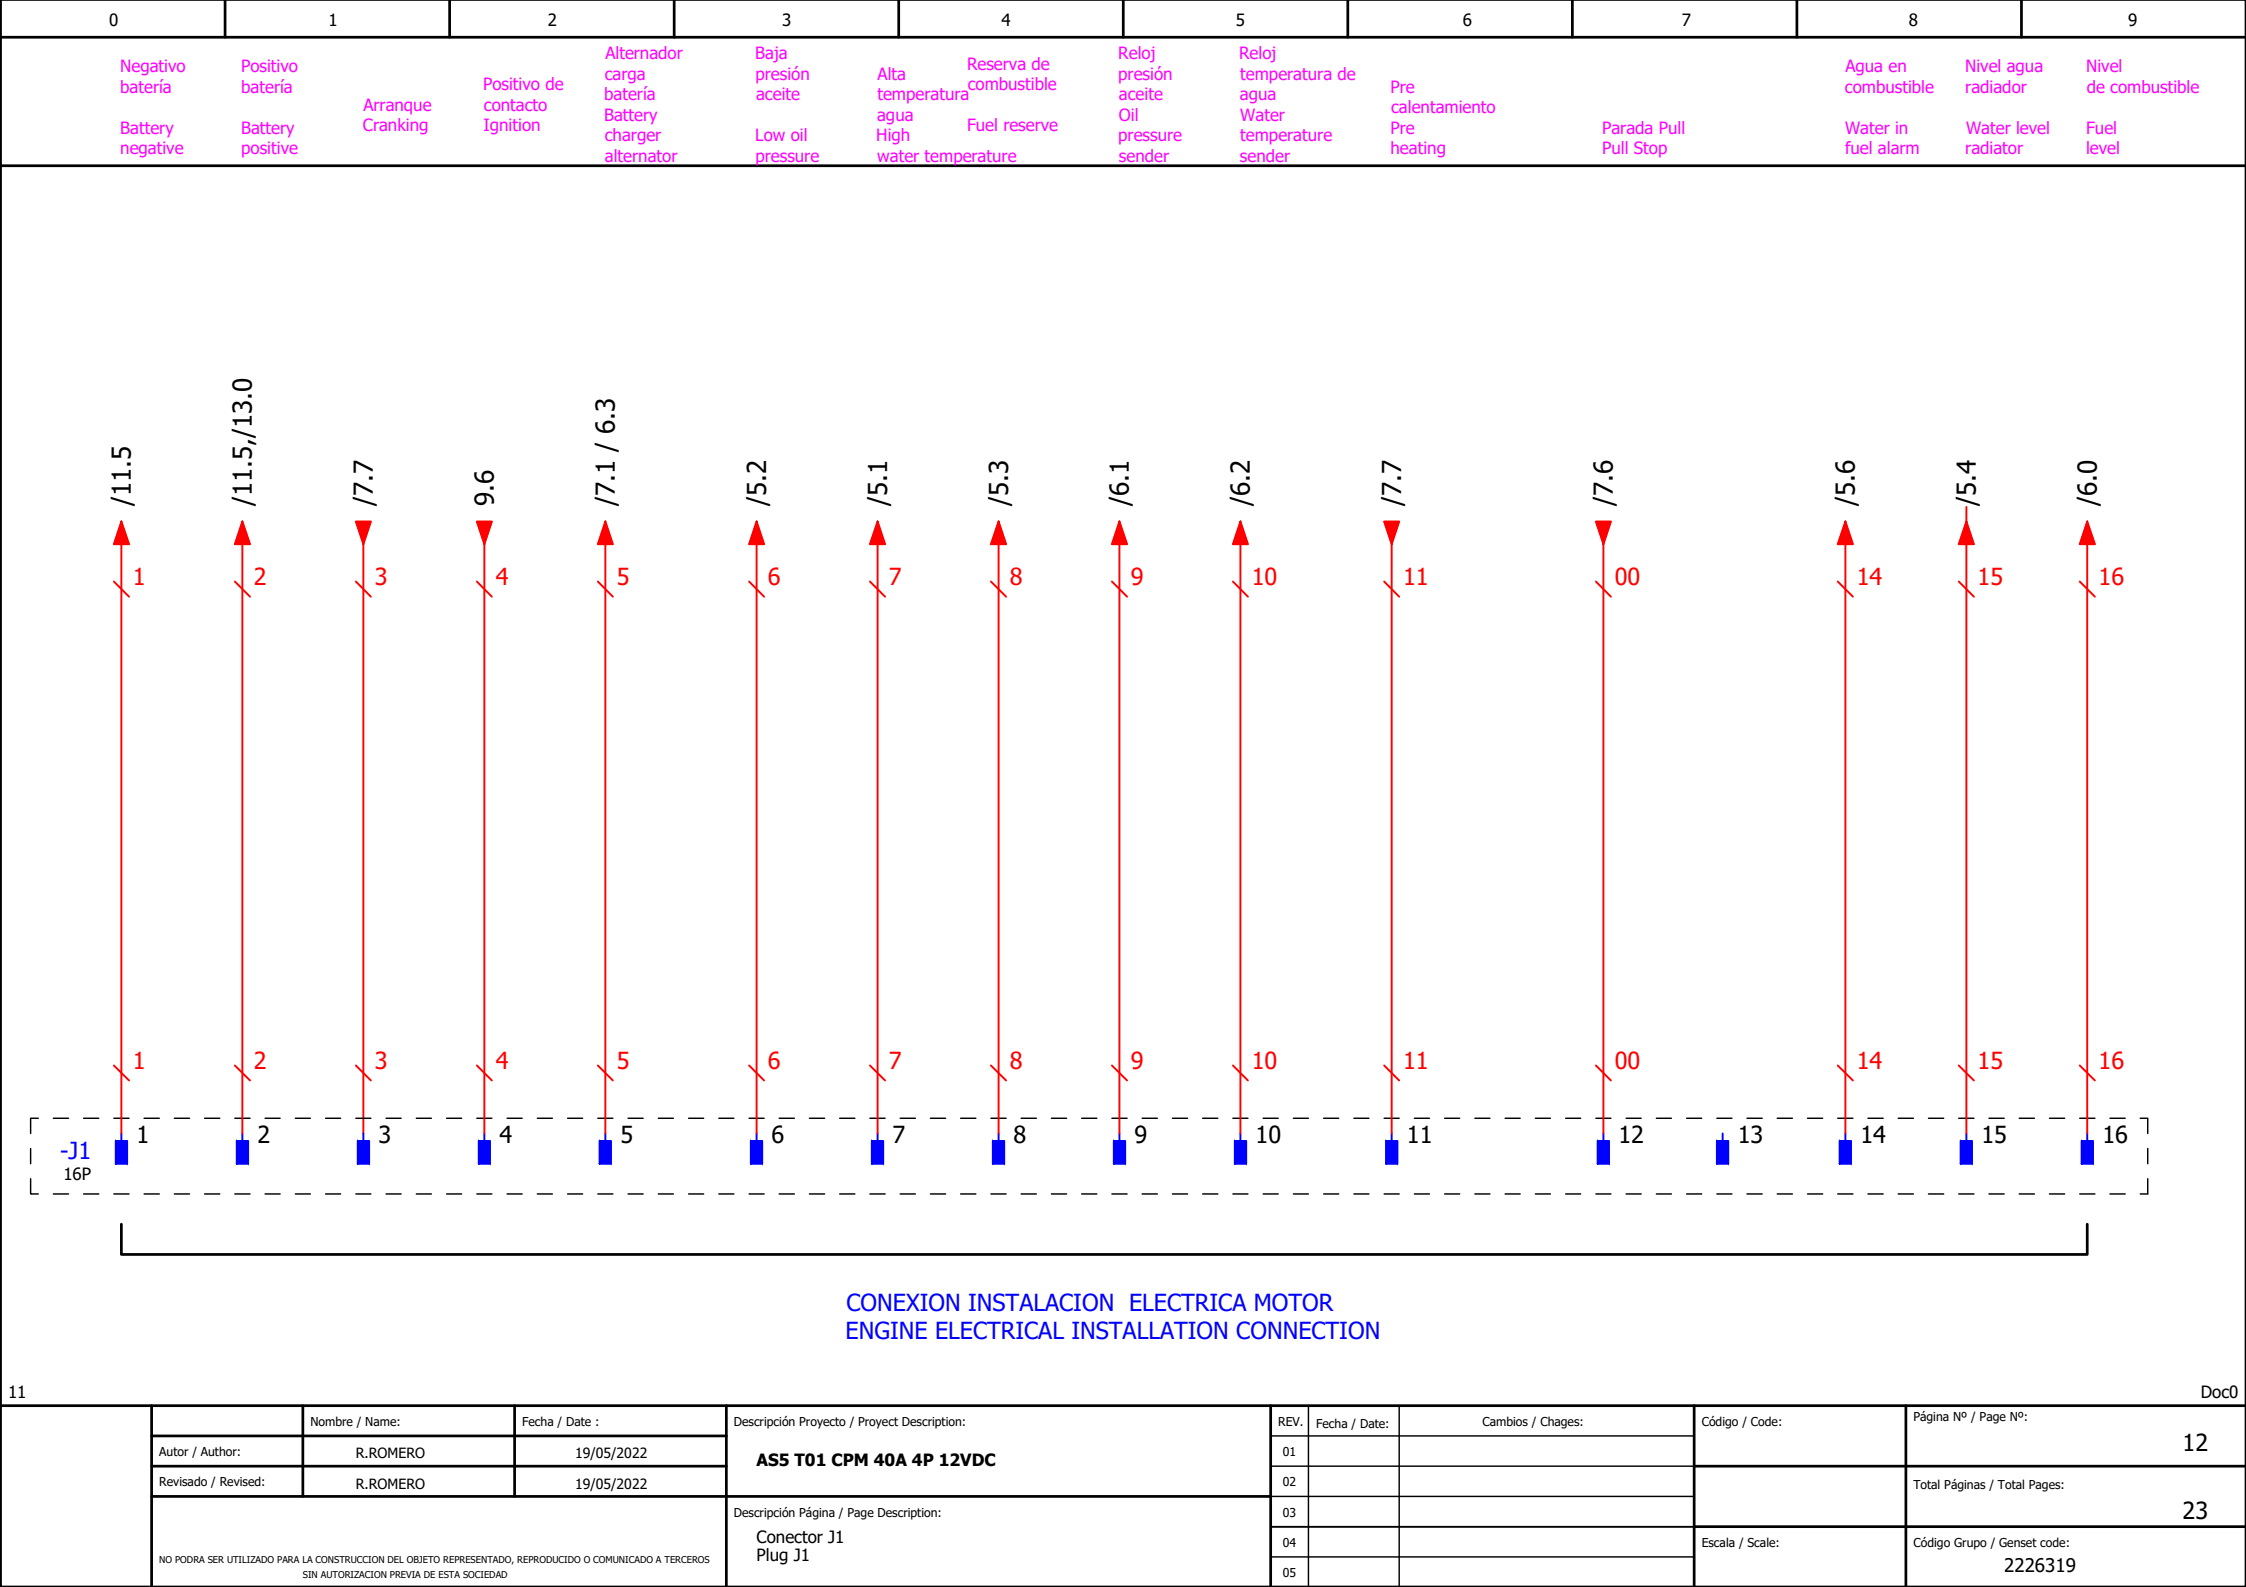 0 1 2 3 4 5 6 7 8 9
Negativo
batería
Battery
negative
Positivo
batería
Battery
positive
Arranque
Cranking
Positivo de
contacto
Ignition
Alternador
carga
batería
Battery
charger
alternator
Baja
presión
aceite
Low oil
pressure
Alta
temperatura
agua
High
water temperature
Reserva de
combustible
Fuel reserve
Reloj
presión
aceite
Oil
pressure
sender
Reloj
temperatura de
agua
Water
temperature
sender
Pre
calentamiento
Pre
heating
Parada Pull
Pull Stop
Agua en
combustible
Water in
fuel alarm
Nivel agua
radiador
Water level
radiator
Nivel
de combustible
Fuel
level
/11.5 /11.5,/13.0 /7.7 9.6 /7.1 / 6.3 /5.2 /5.1 /5.3 /6.1 /6.2 /7.7 /7.6 /5.6 /5.4 /6.0
1 2 3 4 5 6 7 8 9 10 11 00 14 15 16
1 2 3 4 5 6 7 8 9 10 11 00 14 15 16
1 2 3 4 5 6 7 8 9 10 11 12 13 14 15 16
-J1
16P
CONEXION INSTALACION ELECTRICA MOTOR
ENGINE ELECTRICAL INSTALLATION CONNECTION
11 Doc0
Nombre / Name: Fecha / Date :
Autor / Author: R.ROMERO 19/05/2022
Revisado / Revised: R.ROMERO 19/05/2022
NO PODRA SER UTILIZADO PARA LA CONSTRUCCION DEL OBJETO REPRESENTADO, REPRODUCIDO O COMUNICADO A TERCEROS
SIN AUTORIZACION PREVIA DE ESTA SOCIEDAD
Descripción Proyecto / Proyect Description:
AS5 T01 CPM 40A 4P 12VDC
Descripción Página / Page Description:
Conector J1
Plug J1
REV. Fecha / Date: Cambios / Chages:
01
02
03
04
05
Código / Code:
Escala / Scale:
Página Nº / Page Nº:
12
Total Páginas / Total Pages:
23
Código Grupo / Genset code:
2226319